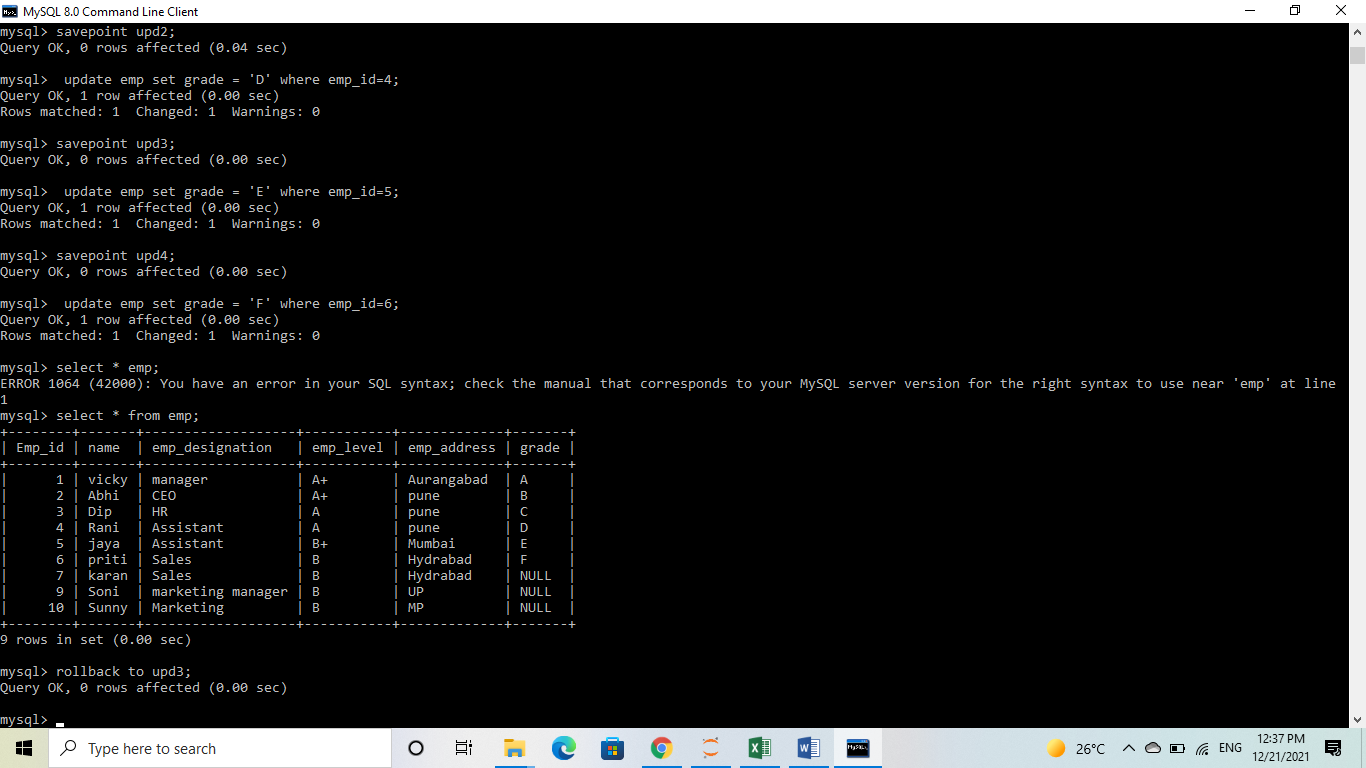 MySQL 8.0 Command Line Client
mysql> savepoint upd2;
Query OK, 0 rows affected (0.04 sec)
mysql>  update emp set grade = 'D' where emp_id=4;
Query OK, 1 row affected (0.00 sec)
Rows matched: 1  Changed: 1  Warnings: 0
mysql> savepoint upd3;
Query OK, 0 rows affected (0.00 sec)
mysql>  update emp set grade = 'E' where emp_id=5;
Query OK, 1 row affected (0.00 sec)
Rows matched: 1  Changed: 1  Warnings: 0
mysql> savepoint upd4;
Query OK, 0 rows affected (0.00 sec)
mysql>  update emp set grade = 'F' where emp_id=6;
Query OK, 1 row affected (0.00 sec)
Rows matched: 1  Changed: 1  Warnings: 0
mysql> select * emp;
ERROR 1064 (42000): You have an error in your SQL syntax; check the manual that corresponds to your MySQL server version for the right syntax to use near 'emp' at line
1
mysql> select * from emp;
+--------+-------+-------------------+-----------+-------------+-------+
| Emp_id | name  | emp_designation   | emp_level | emp_address | grade |
+--------+-------+-------------------+-----------+-------------+-------+
|      1 | vicky | manager           | A+        | Aurangabad  | A     |
|      2 | Abhi  | CEO               | A+        | pune        | B     |
|      3 | Dip   | HR                | A         | pune        | C     |
|      4 | Rani  | Assistant         | A         | pune        | D     |
|      5 | jaya  | Assistant         | B+        | Mumbai      | E     |
|      6 | priti | Sales             | B         | Hydrabad    | F     |
|      7 | karan | Sales             | B         | Hydrabad    | NULL  |
|      9 | Soni  | marketing manager | B         | UP          | NULL  |
|     10 | Sunny | Marketing         | B         | MP          | NULL  |
+--------+-------+-------------------+-----------+-------------+-------+
9 rows in set (0.00 sec)
mysql> rollback to upd3;
Query OK, 0 rows affected (0.00 sec)
mysql>
Type here to search
26°C
ENG
12:37 PM
12/21/2021